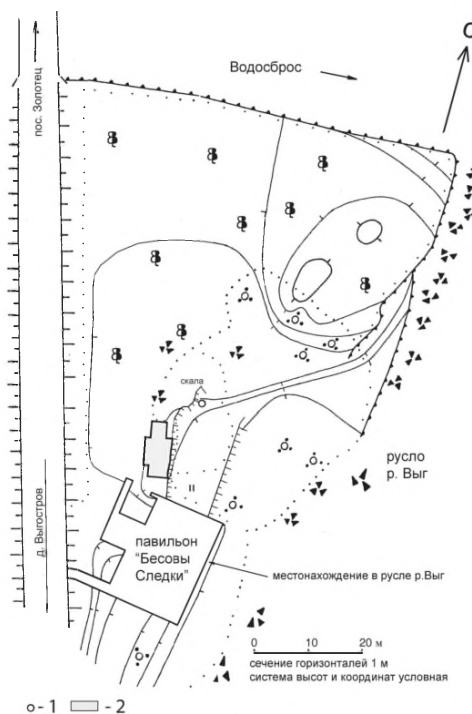 С
Водосброс
пос. Золотец
скала
русло
р. Выг
II
павильон
"Бесовы
Следки"
д. Выгостров
местонахождение в русле р.Выг
0 10 20 м
сечение горизонталей 1 м
система высот и координат условная
- 1 - 2